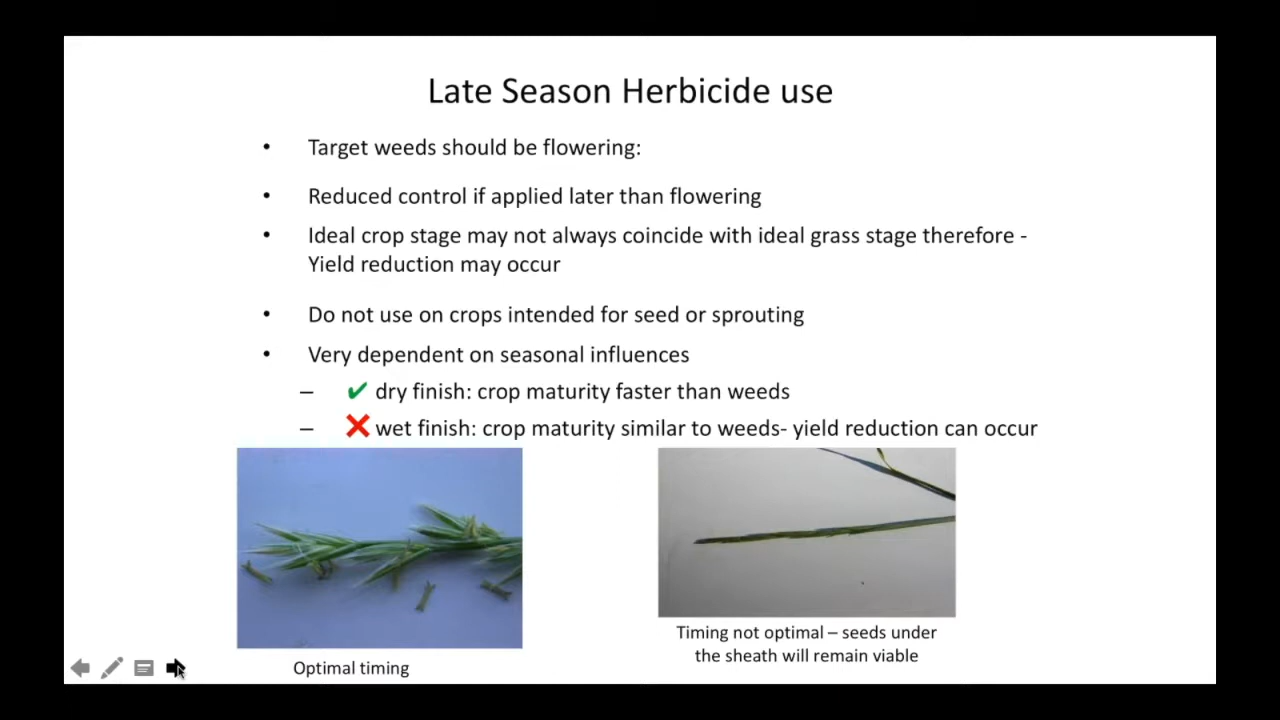 Late Season Herbicide use
• Target weeds should be flowering:
• Reduced control if applied later than flowering
• Ideal crop stage may not always coincide with ideal grass stage therefore -
Yield reduction may occur
• Do not use on crops intended for seed or sprouting
• Very dependent on seasonal influences
– ✔ dry finish: crop maturity faster than weeds
– ❌ wet finish: crop maturity similar to weeds- yield reduction can occur
Optimal timing
Timing not optimal – seeds under
the sheath will remain viable